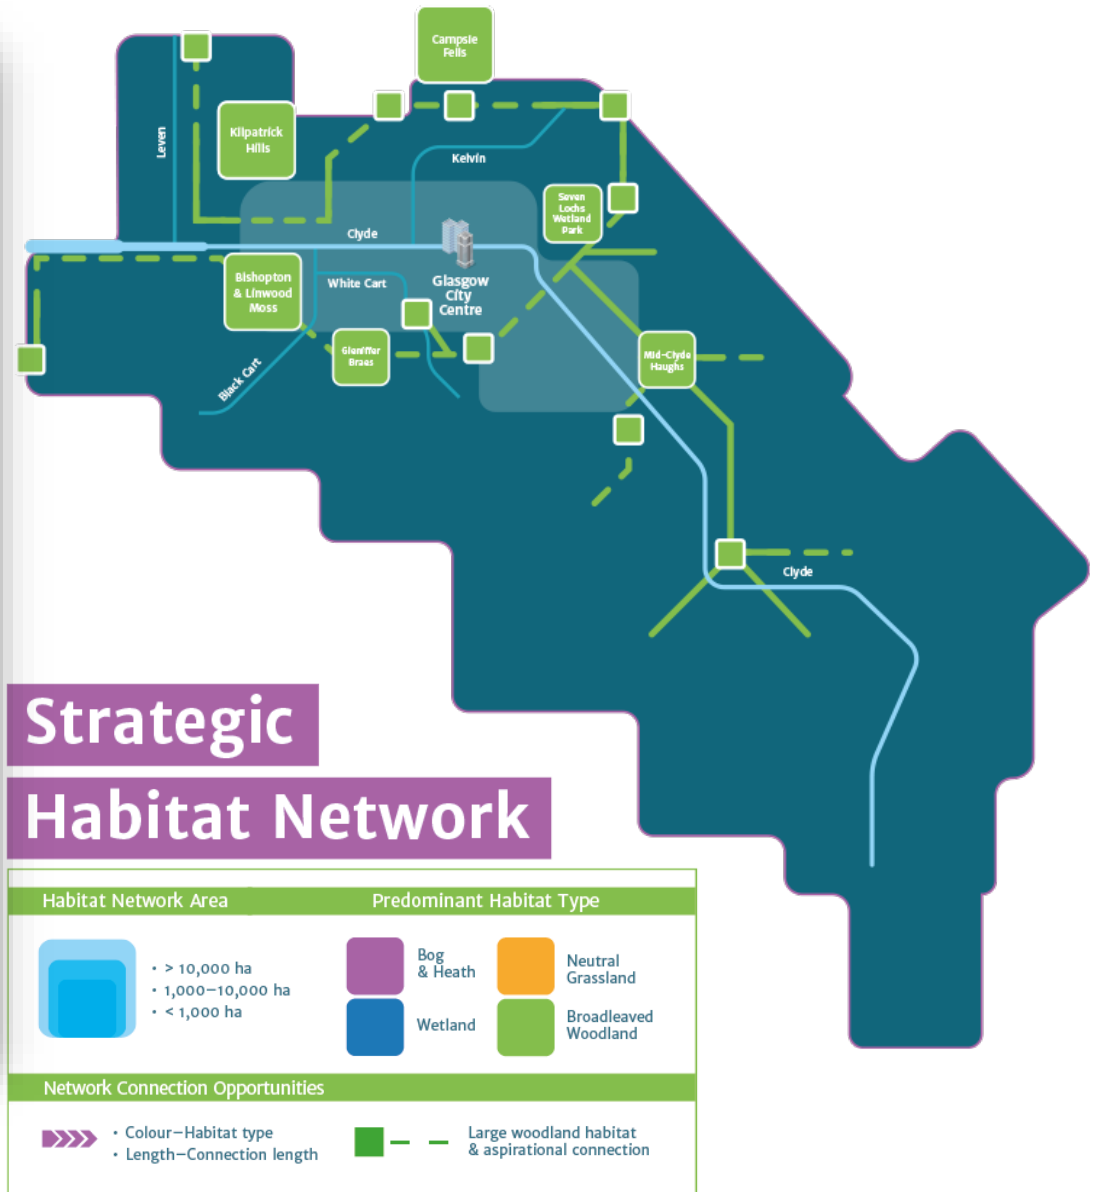 Campsie
Fells
Kilpatrick
Hills
Leven
Kelvin
Seven
Lochs
Wetland
Park
Clyde
Bishopton
& Linwood
Moss
White Cart
Glasgow
City
Centre
Gleniffer
Braes
Mid-Clyde
Haughs
Black Cart
Clyde
Strategic
Habitat Network
Habitat Network Area
Predominant Habitat Type
• > 10,000 ha
• 1,000–10,000 ha
• < 1,000 ha
Bog
& Heath
Neutral
Grassland
Wetland
Broadleaved
Woodland
Network Connection Opportunities
• Colour–Habitat type
• Length–Connection length
Large woodland habitat
& aspirational connection